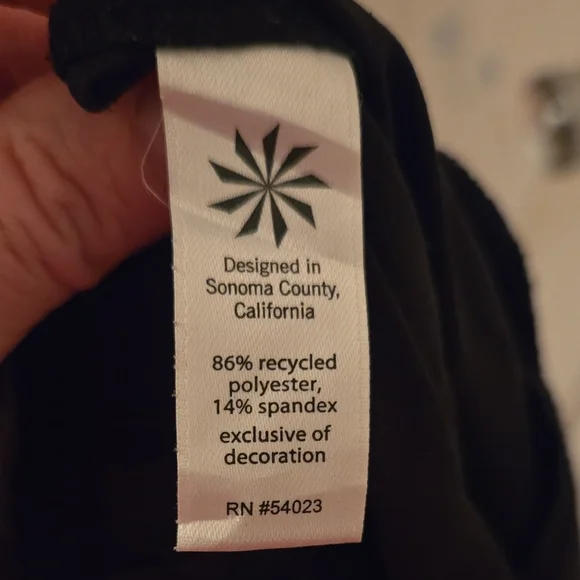 Designed in
Sonoma County,
California
86% recycled
polyester,
14% spandex
exclusive of
decoration
RN #54023